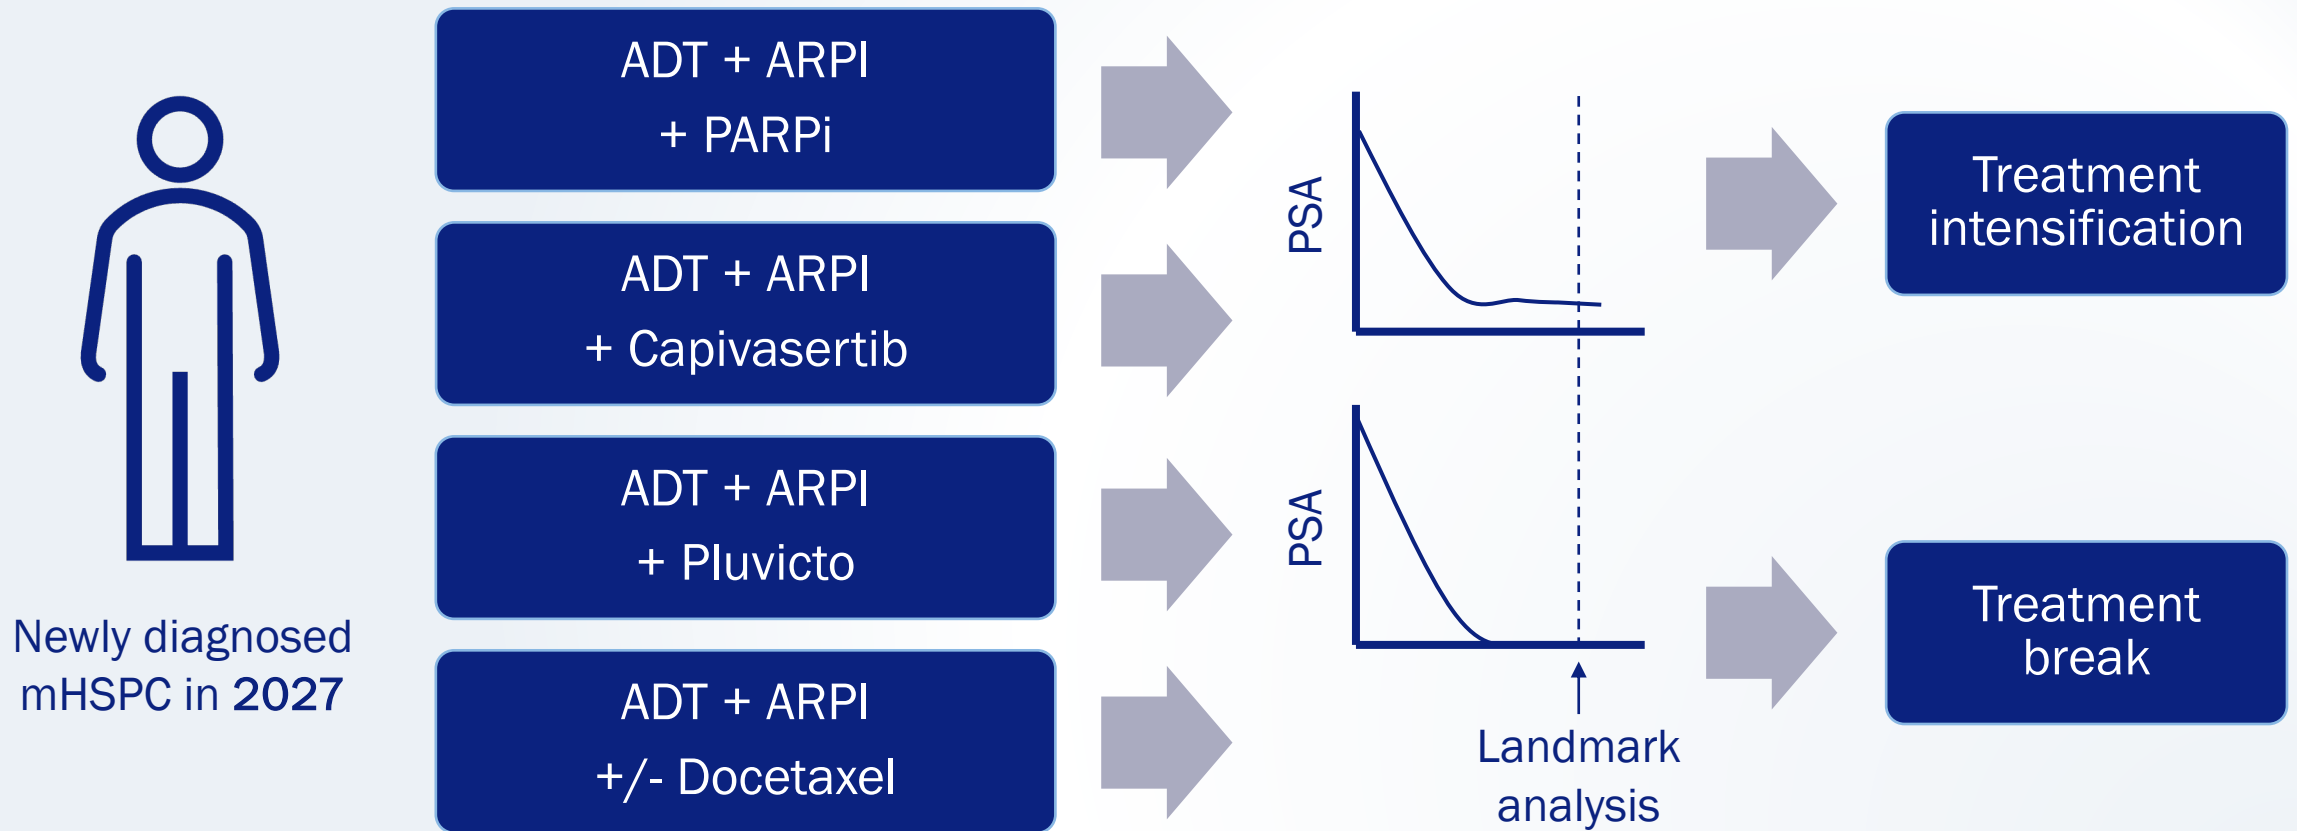 Newly diagnosed
mHSPC in 2027
ADT + ARPI
+ PARPi
ADT + ARPI
+ Capivasertib
ADT + ARPI
+ Pluvicto
ADT + ARPI
+/- Docetaxel
PSA
PSA
Landmark
analysis
Treatment
intensification
Treatment
break